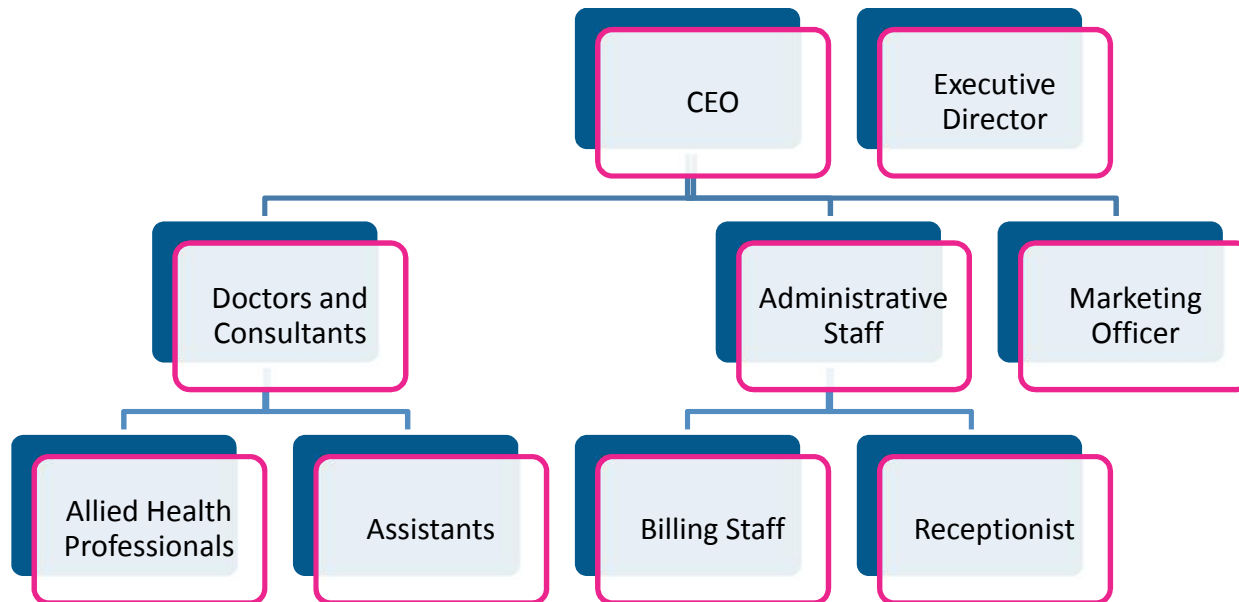 CEO
Executive
Director
Doctors and
Consultants
Administrative
Staff
Marketing
Officer
Allied Health
Professionals
Assistants
Billing Staff
Receptionist